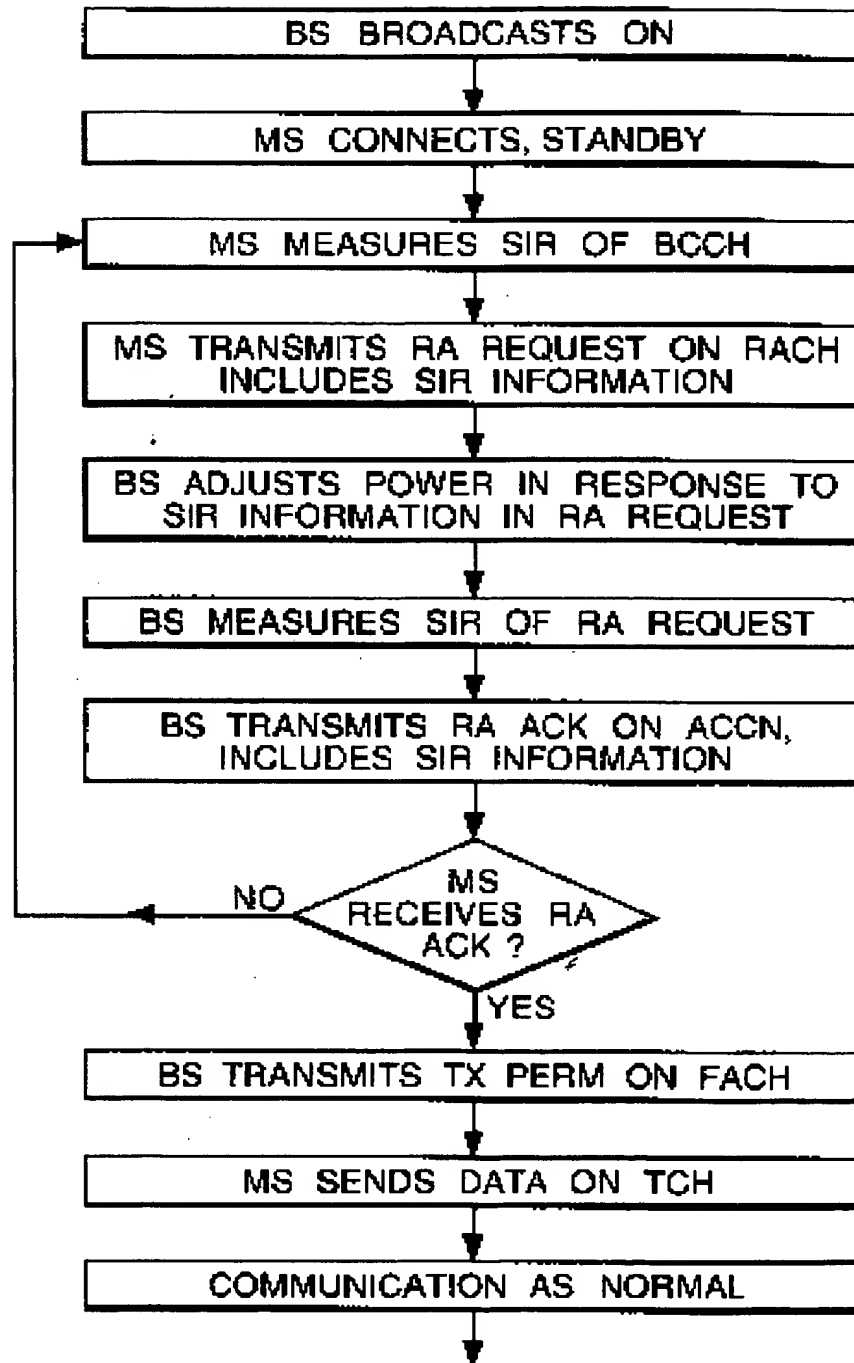 BS BROADCASTS ON
MS CONNECTS, STANDBY
MS MEASURES SIR OF BCCH
MS TRANSMITS RA REQUEST ON RACH
INCLUDES SIR INFORMATION
BS ADJUSTS POWER IN RESPONSE TO
SIR INFORMATION IN RA REQUEST
BS MEASURES SIR OF RA REQUEST
BS TRANSMITS RA ACK ON ACCN,
INCLUDES SIR INFORMATION
MS
RECEIVES RA
ACK ?
NO
YES
BS TRANSMITS TX PERM ON FACH
MS SENDS DATA ON TCH
COMMUNICATION AS NORMAL